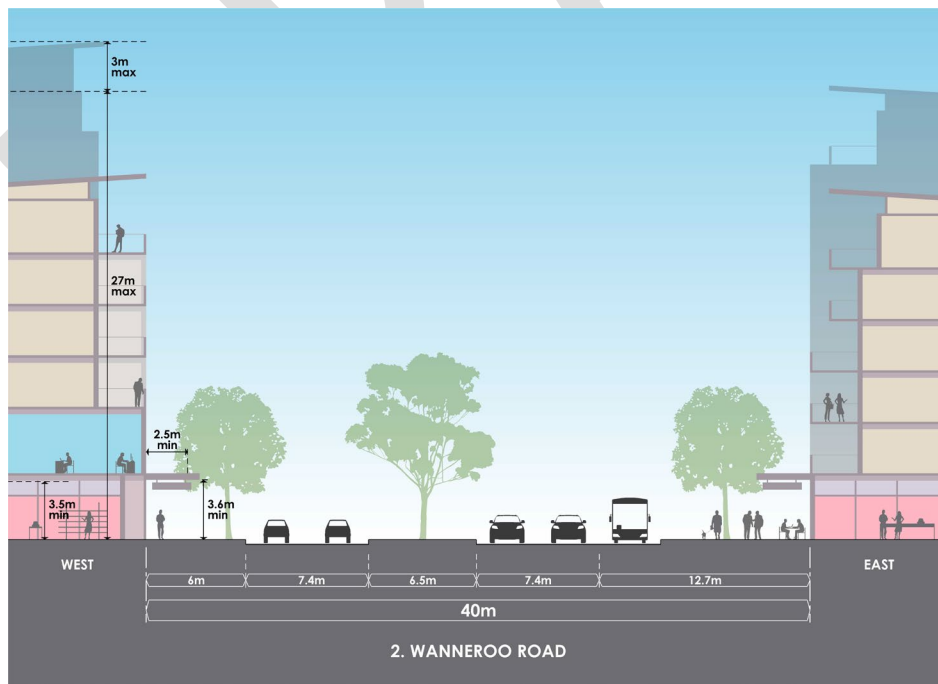 3m
max
27m
max
2.5m
min
3.5m
min
3.6m
min
WEST
EAST
6m
7.4m
6.5m
7.4m
12.7m
40m
2. WANNEROO ROAD